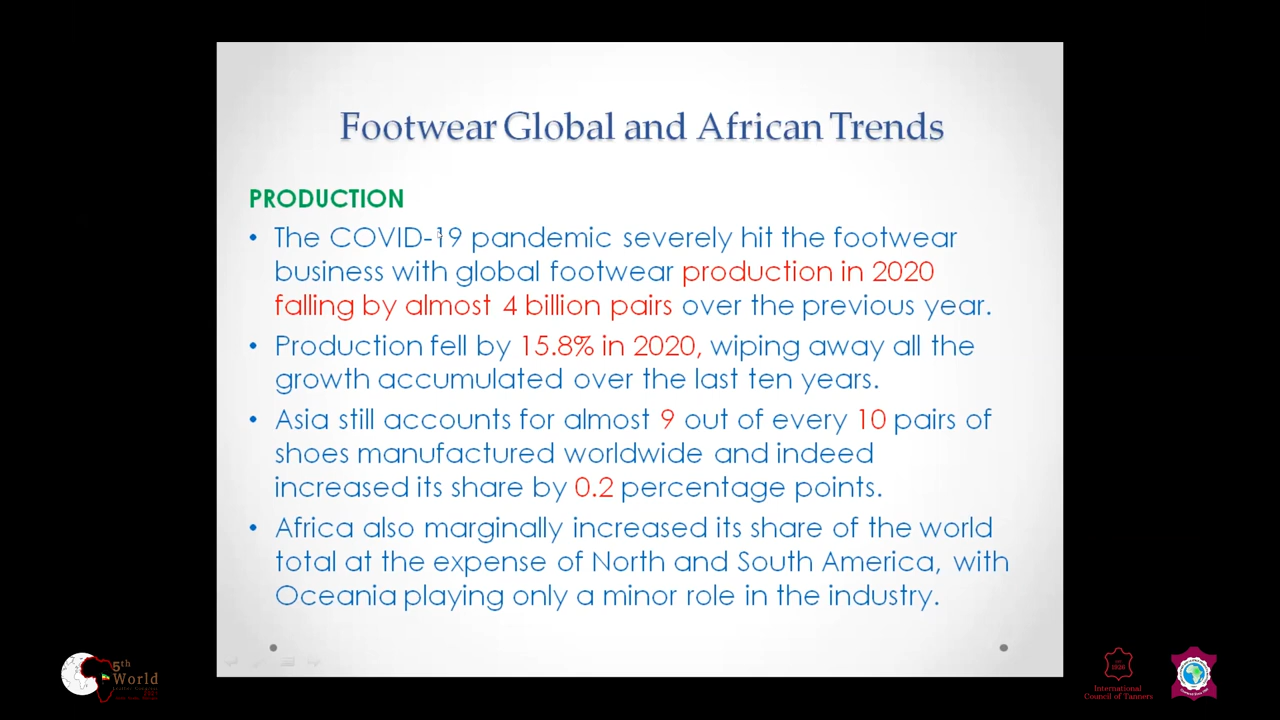 Footwear Global and African Trends
PRODUCTION
• The COVID-19 pandemic severely hit the footwear
business with global footwear production in 2020
falling by almost 4 billion pairs over the previous year.
• Production fell by 15.8% in 2020, wiping away all the
growth accumulated over the last ten years.
• Asia still accounts for almost 9 out of every 10 pairs of
shoes manufactured worldwide and indeed
increased its share by 0.2 percentage points.
• Africa also marginally increased its share of the world
total at the expense of North and South America, with
Oceania playing only a minor role in the industry.
5th
World
Leather Congress
2021
International
Council of Tanners